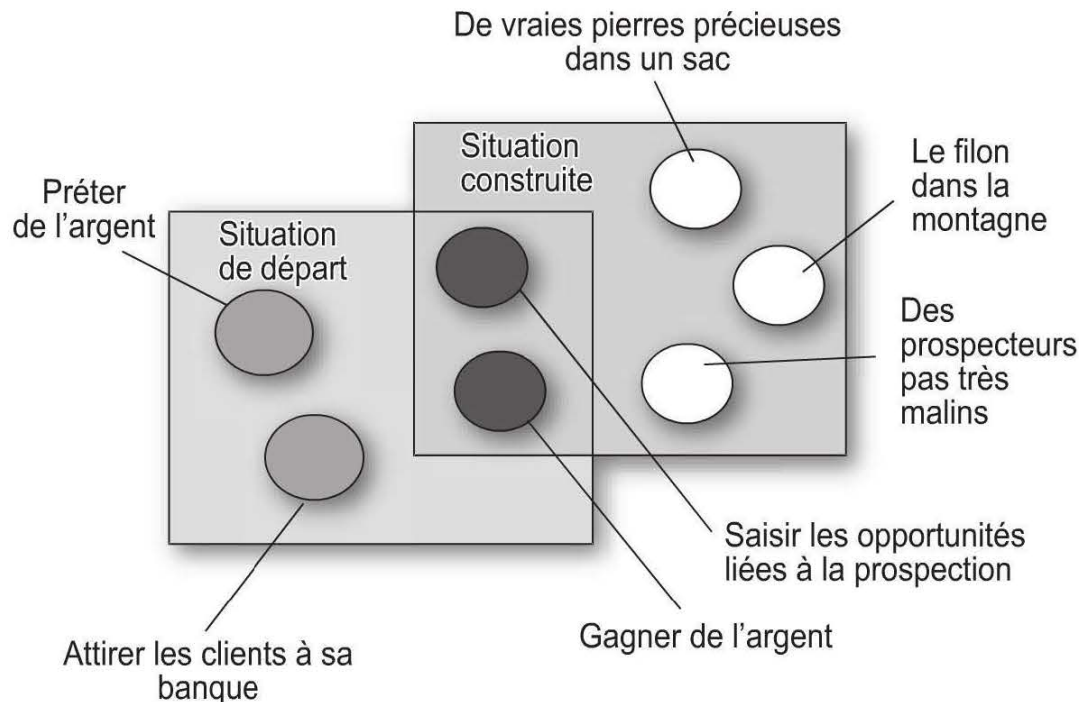 De vraies pierres précieuses
dans un sac
Situation
construite
Le filon
dans la
montagne
Préter
de l'argent
Situation
de départ
Des
prospecteurs
pas très
malins
Saisir les opportunités
liées à la prospection
Gagner de l'argent
Attirer les clients à sa
banque